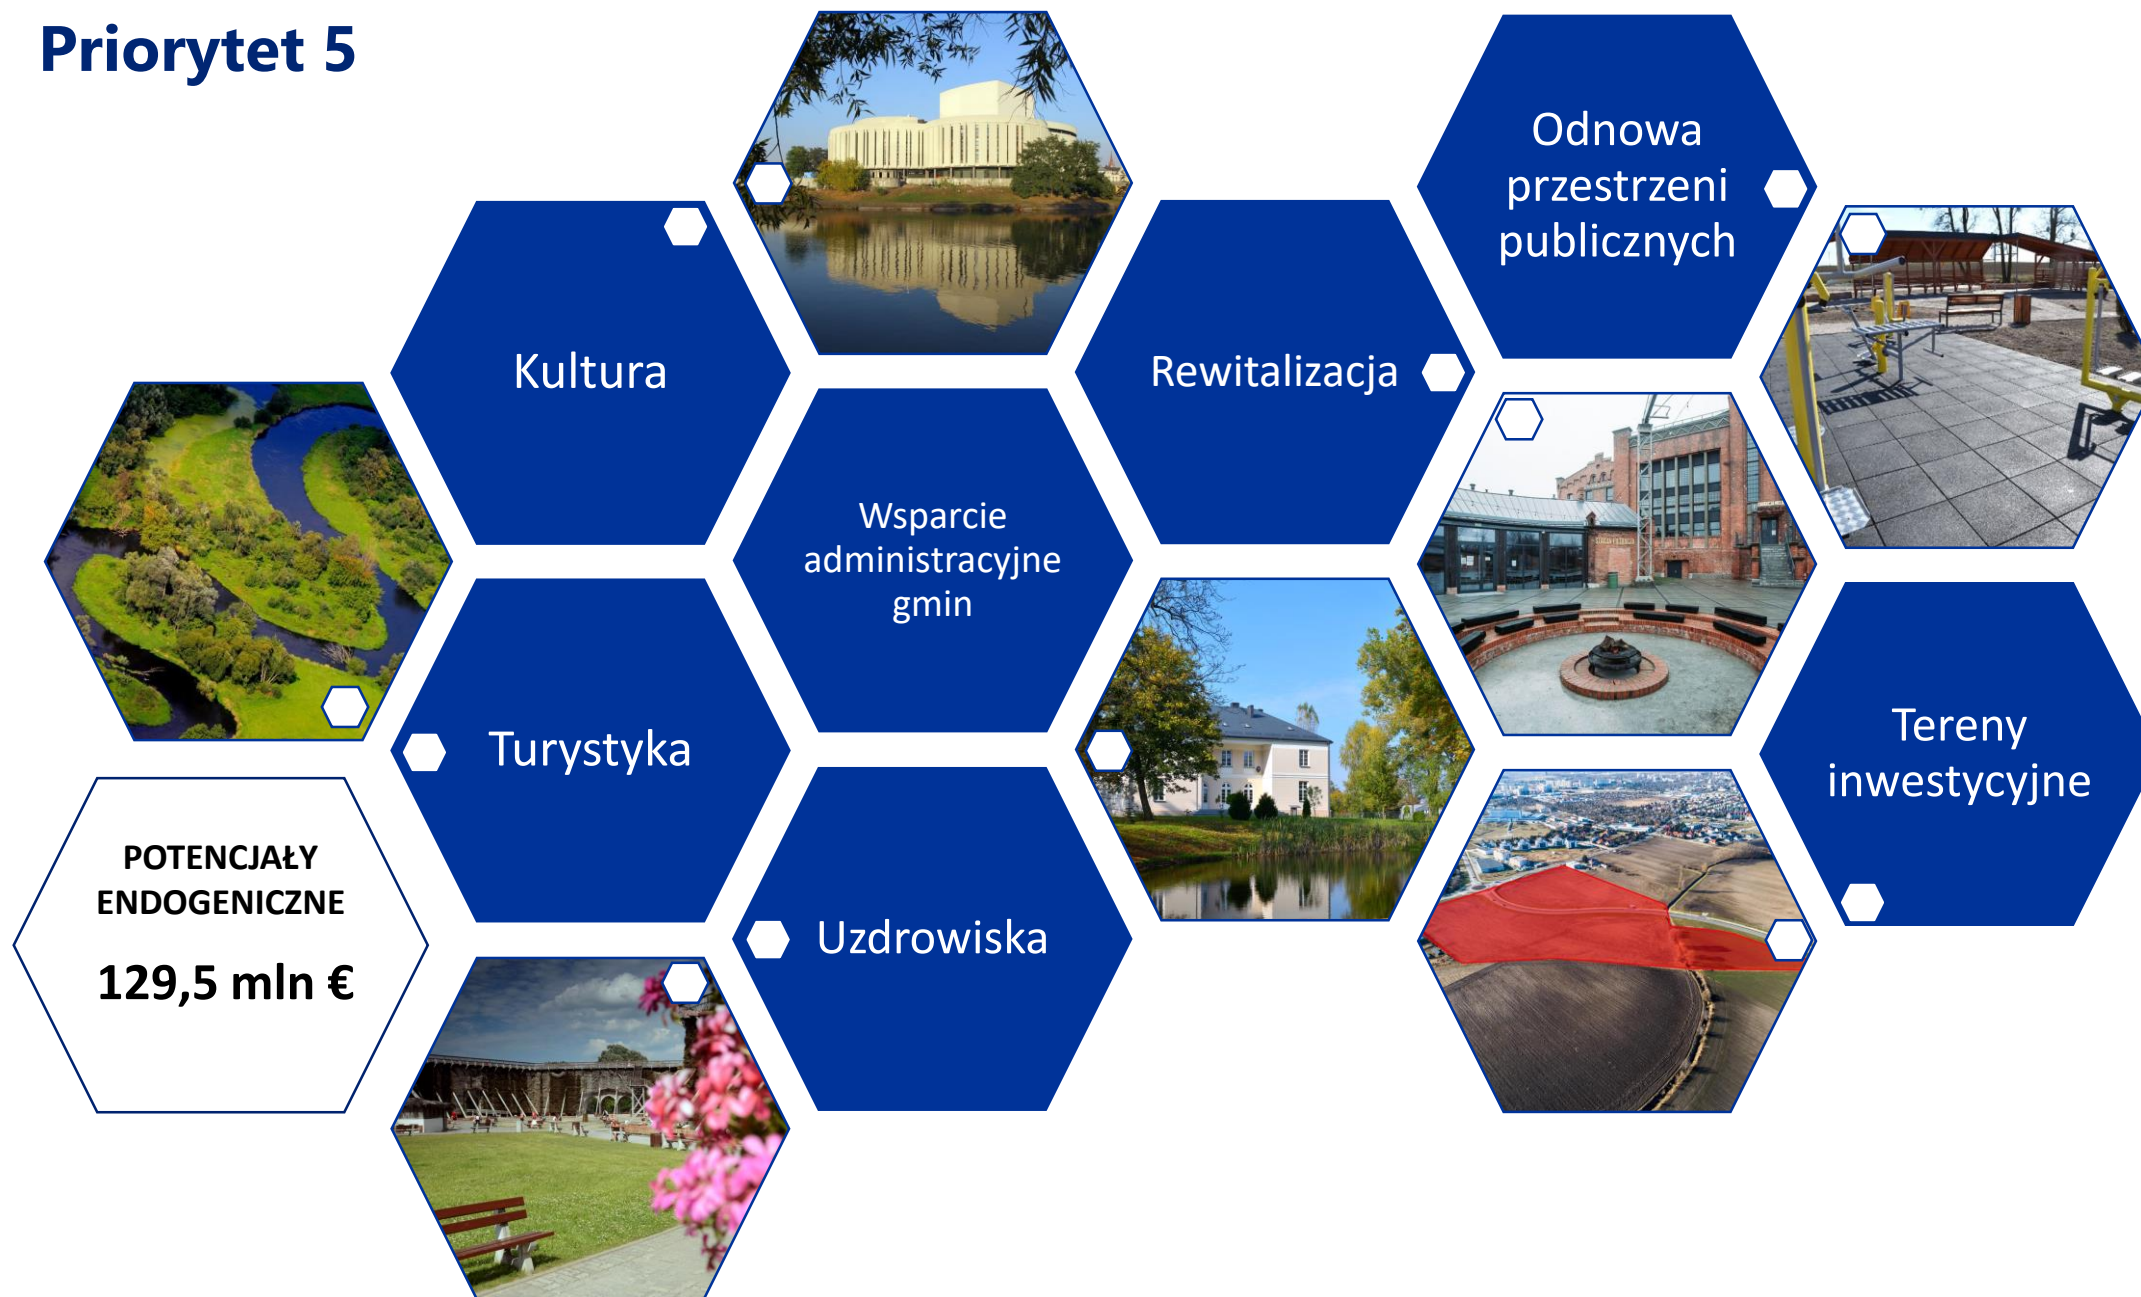 Priorytet 5
Odnowa
przestrzeni
publicznych
Kultura
Rewitalizacja
Wsparcie
administracyjne
gmin
Turystyka
Tereny
inwestycyjne
POTENCJAŁY
ENDOGENICZNE
129,5 mln €
Uzdrowiska